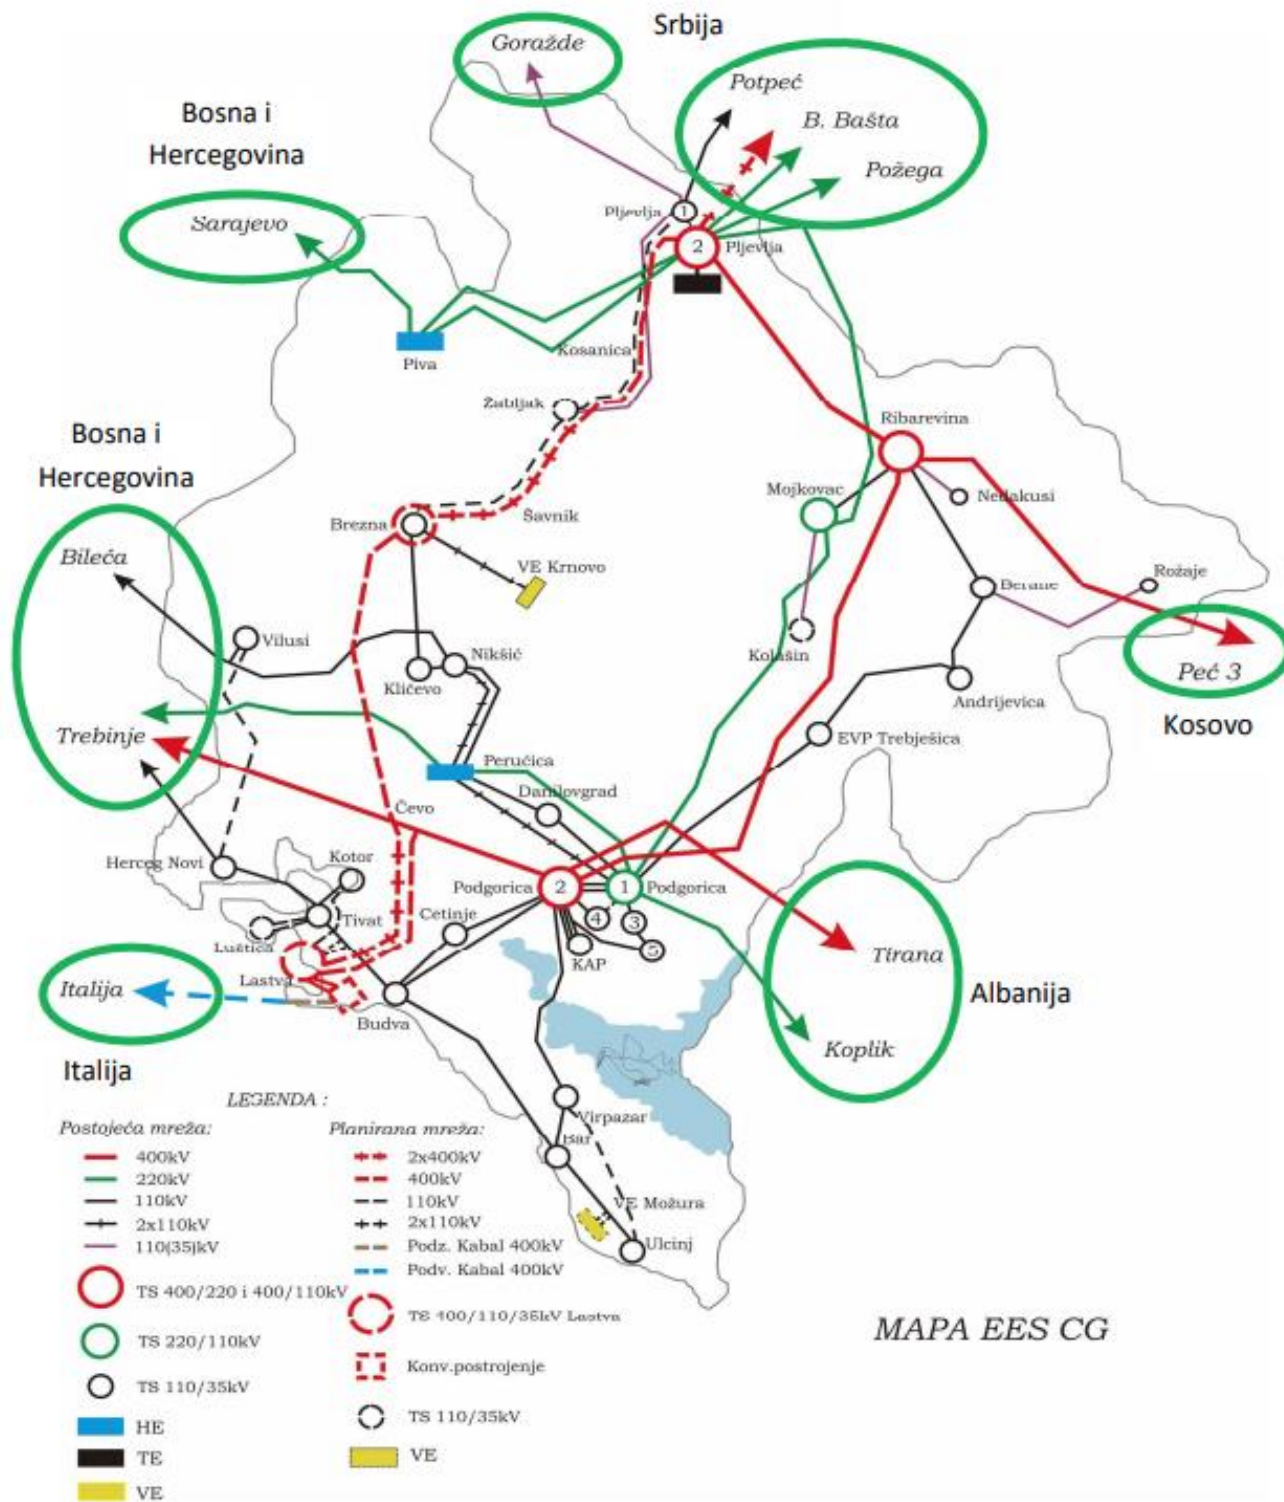 Srbija
Goražde
Potpeć
Bosna i
Hercegovina
B. Bašta
Požega
Sarajevo
Pljevlja
1
2
Pljevlja
Kosanica
Piva
Žabljak
Ribarevina
Bosna i
Hercegovina
Mojkovac
Nedakusi
Brezna
Šavnik
Bileća
VE Krnovo
Berane
Rožaje
Vilusi
Nikšić
Kolašin
Kličevo
Peć 3
Andrijevica
Kosovo
Trebinje
EVP Trebješica
Perućica
Danilovgrad
Čevo
Herceg Novi
Kotor
Podgorica
2
1
Podgorica
Tivat
Cetinje
4
3
5
Luštica
KAP
Tirana
Lastva
Italija
Albanija
Budva
Koplik
Italija
LEGENDA :
Virpazar
Postojeća mreža:
Planirana mreža:
Bar
400kV
2x400kV
220kV
400kV
110kV
110kV
VE Možura
2x110kV
2x110kV
110(35)kV
Podz. Kabal 400kV
Ulcinj
Podv. Kabal 400kV
TS 400/220 i 400/110kV
TS 400/110/35kV Lastva
MAPA EES CG
TS 220/110kV
Konv.postrojenje
TS 110/35kV
TS 110/35kV
HE
TE
VE
VE